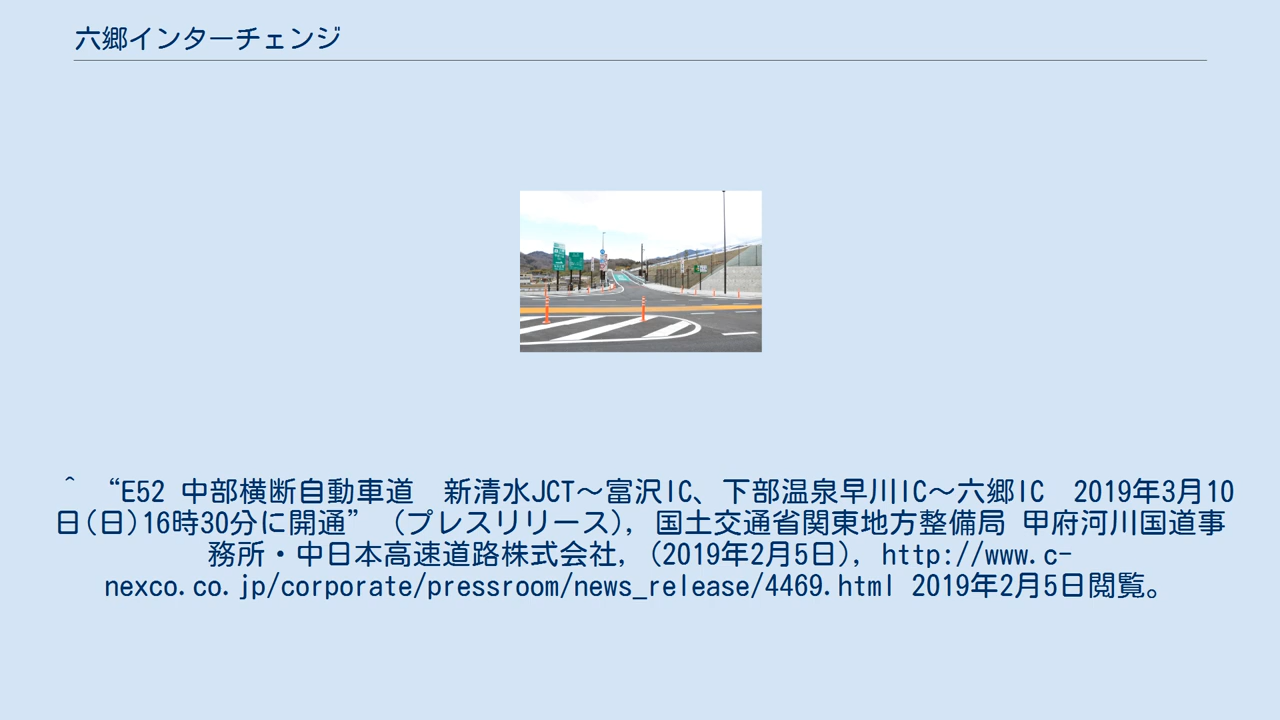 六郷インターチェンジ
^ “E52 中部横断自動車道　新清水JCT～富沢IC、下部温泉早川IC～六郷IC　2019年3月10
日(日)16時30分に開通” (プレスリリース), 国土交通省関東地方整備局 甲府河川国道事
務所・中日本高速道路株式会社, (2019年2月5日), http://www.c-
nexco.co.jp/corporate/pressroom/news_release/4469.html 2019年2月5日閲覧。